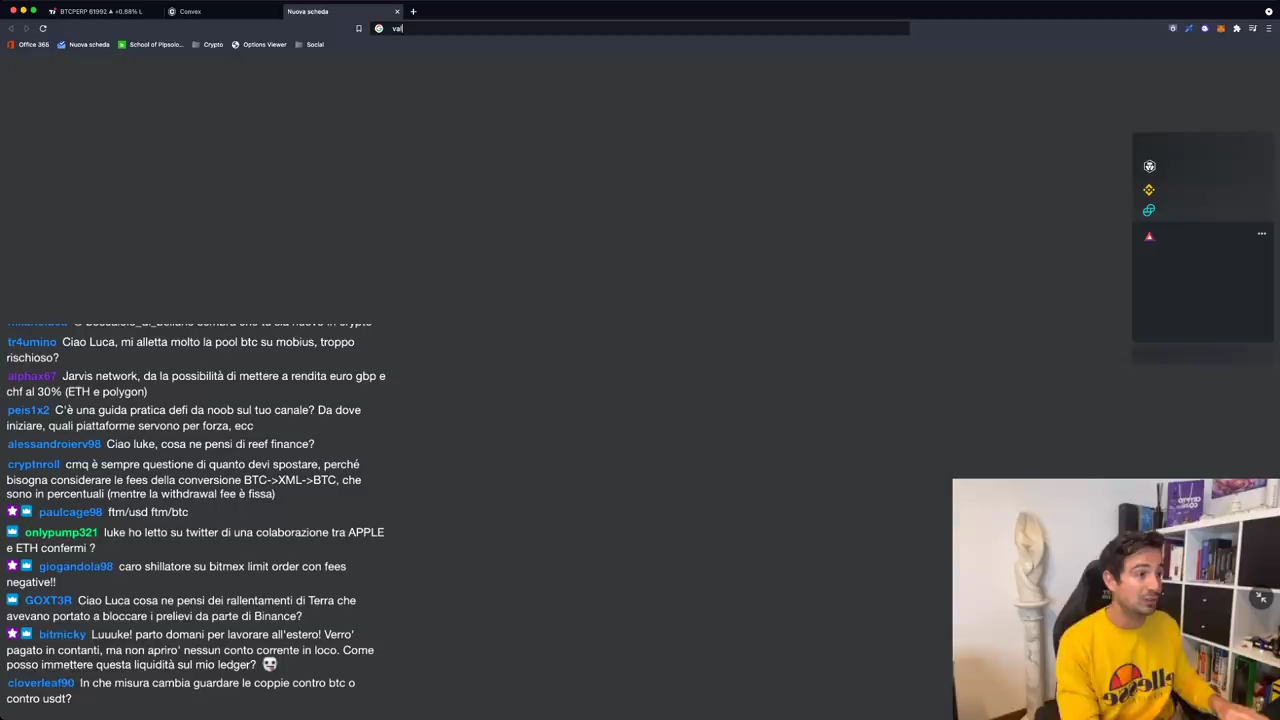 BTCPERP 61992 ▲ +0.68% L
Convex
Nuova scheda
val
Office 365
Nuova scheda
School of Pipsolo...
Crypto
Options Viewer
Social
tr4umino Ciao Luca, mi alletta molto la pool btc su mobius, troppo
rischioso?
alphax67 Jarvis network, da la possibilità di mettere a rendita euro gbp e
chf al 30% (ETH e polygon)
peis1x2 C'è una guida pratica defi da noob sul tuo canale? Da dove
iniziare, quali piattaforme servono per forza, ecc
alessandroierv98 Ciao luke, cosa ne pensi di reef finance?
cryptnroll cmq è sempre questione di quanto devi spostare, perché
bisogna considerare le fees della conversione BTC->XML->BTC, che
sono in percentuali (mentre la withdrawal fee è fissa)
paulcage98 ftm/usd ftm/btc
onlypump321 luke ho letto su twitter di una colaborazione tra APPLE
e ETH confermi ?
giogandola98 caro shillatore su bitmex limit order con fees
negative!!
GOXT3R Ciao Luca cosa ne pensi dei rallentamenti di Terra che
avevano portato a bloccare i prelievi da parte di Binance?
bitmicky Luuuke! parto domani per lavorare all'estero! Verro'
pagato in contanti, ma non apriro' nessun conto corrente in loco. Come
posso immettere questa liquidità sul mio ledger?
cloverleaf90 In che misura cambia guardare le coppie contro btc o
contro usdt?
ellesse